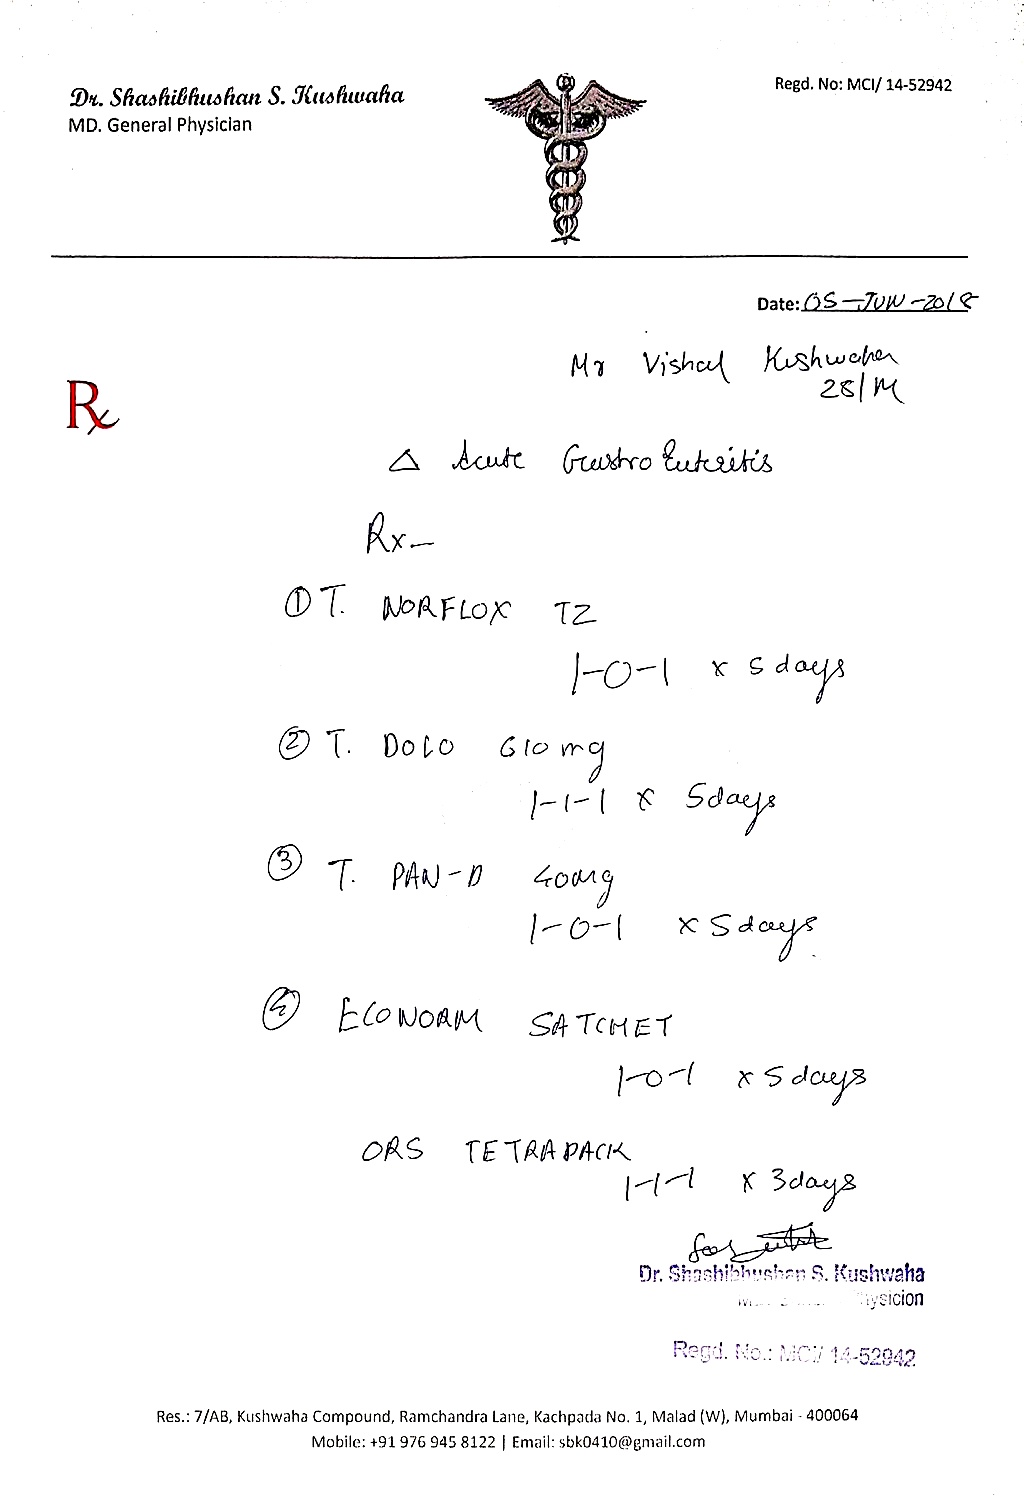 Dr. Shashibhushan S. Kushwaha
MD. General Physician
Regd. No: MCI/ 14-52942
Date: 05-JUN-2018
Mr Vishal Kushwaha
28/M
Rx
△ Acute Gastro Enteritis
Rx-
① T. NORFLOX TZ
1-0-1 x 5 days
② T. DOLO 610 mg
1-1-1 x 5days
③ T. PAN-D 40mg
1-0-1 x 5days
④ ECONORM SATCHET
1-0-1 x 5 days
ORS TETRAPACK
1-1-1 x 3days
Dr. Shashibhushan S. Kushwaha
Regd. No.: MCI/ 14-52942
Res.: 7/AB, Kushwaha Compound, Ramchandra Lane, Kachpada No. 1, Malad (W), Mumbai - 400064
Mobile: +91 976 945 8122 | Email: sbk0410@gmail.com